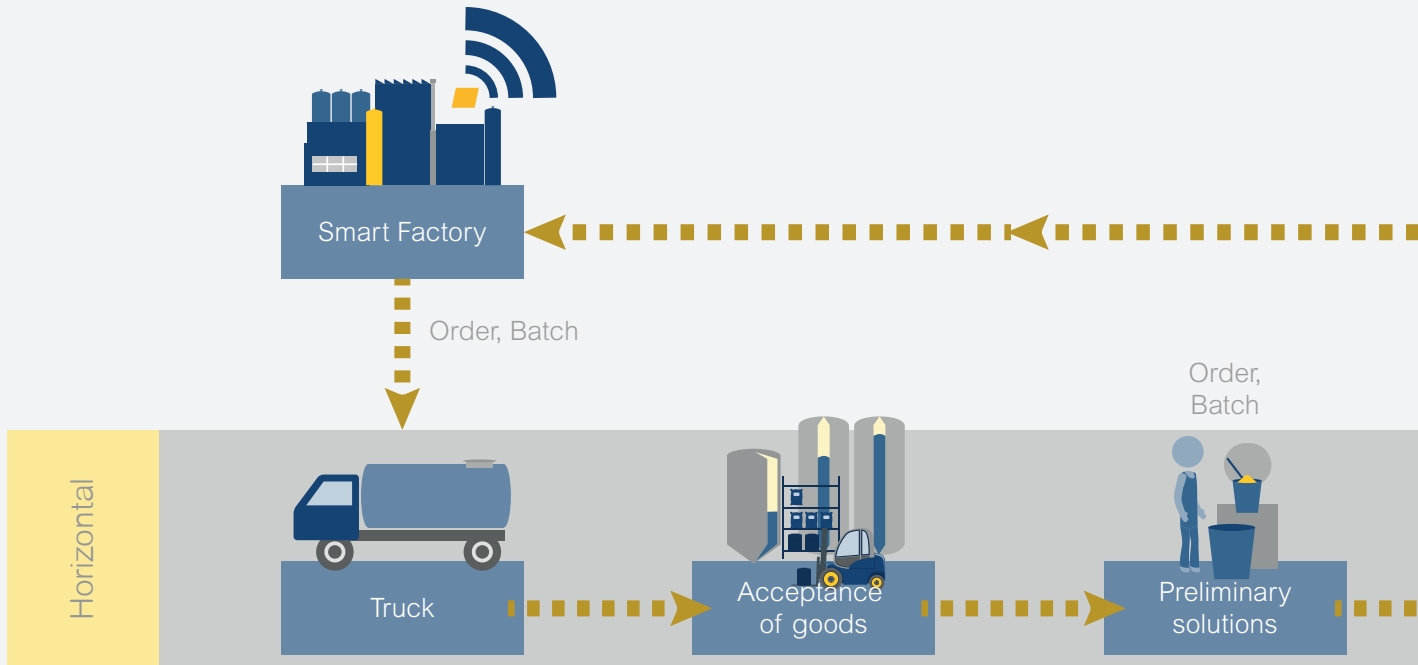 Smart Factory
Order, Batch
Order,
Batch
Horizontal
Truck
Acceptance
of goods
Preliminary
solutions